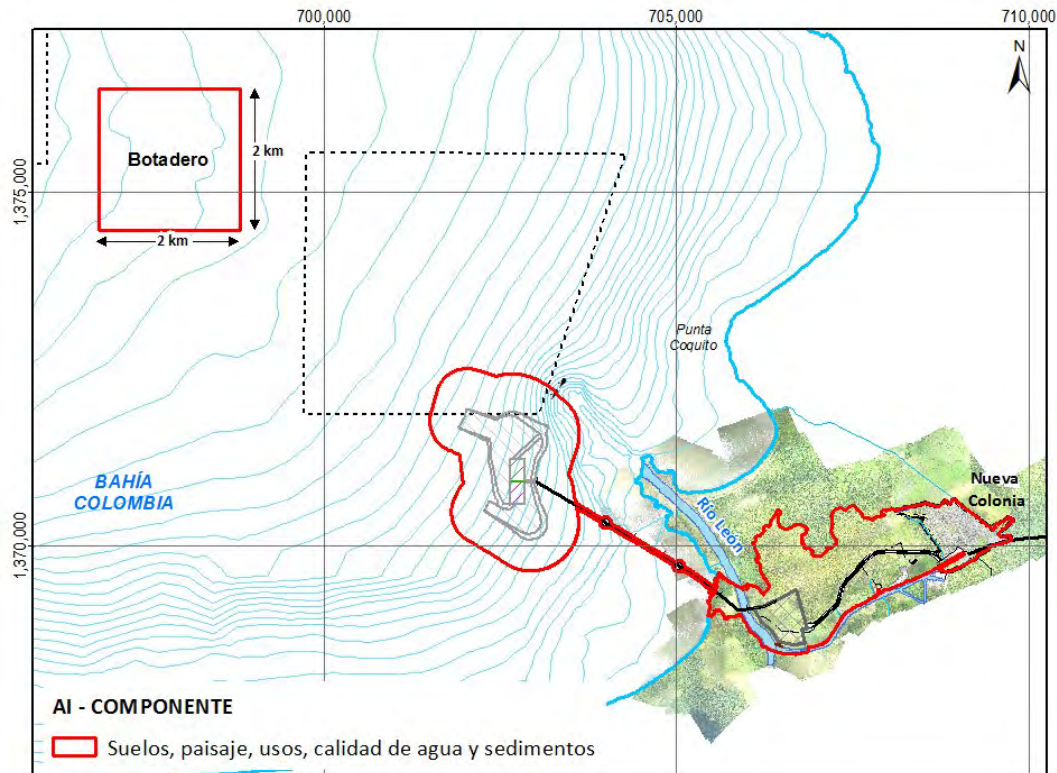 700,000
705,000
710,000
N
Botadero
2 km
2 km
1,375,000
Punta
Coquito
BAHÍA
COLOMBIA
Río León
Nueva
Colonia
1,370,000
AI - COMPONENTE
Suelos, paisaje, usos, calidad de agua y sedimentos